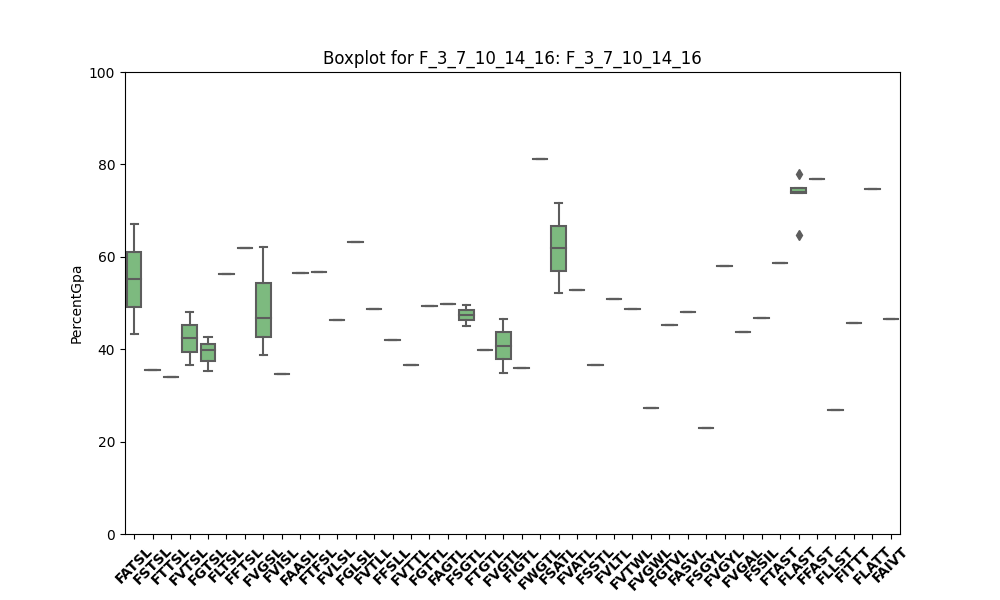 Boxplot for F_3_7_10_14_16: F_3_7_10_14_16
PercentGpa
100
80
60
40
20
0
FATSL
FSTSL
FTTSL
FVTSL
FGTSL
FLTSL
FFTSL
FVGSL
FVISL
FAASL
FTFSL
FVLSL
FGLSL
FVTLL
FFSLL
FVTTL
FGTTL
FAGTL
FSGTL
FTGTL
FVGTL
FIGTL
FWGTL
FSATL
FVATL
FSSTL
FVLTL
FVTWL
FVGWL
FGTVL
FASVL
FSGYL
FVGYL
FVGAL
FSSIL
FTAST
FLAST
FFAST
FLLST
FITTT
FLATT
FAIVT